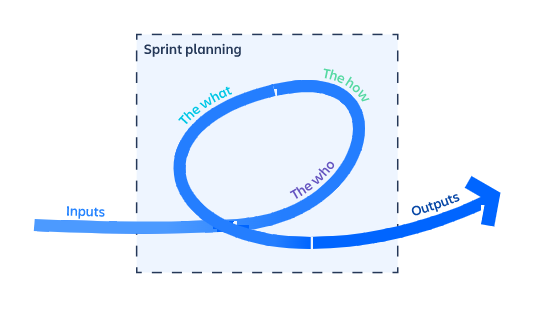 Sprint planning
The what
The how
The who
Inputs
Outputs